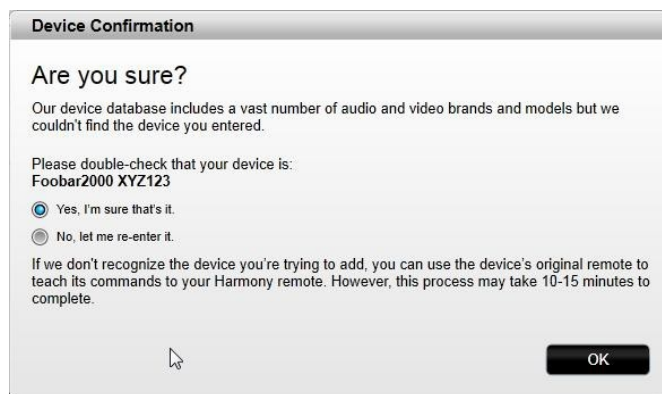 Device Confirmation
Are you sure?
Our device database includes a vast number of audio and video brands and models but we
couldn't find the device you entered.
Please double-check that your device is:
Foobar2000 XYZ123
Yes, I'm sure that's it.
No, let me re-enter it.
If we don't recognize the device you're trying to add, you can use the device's original remote to
teach its commands to your Harmony remote. However, this process may take 10-15 minutes to
complete.
OK